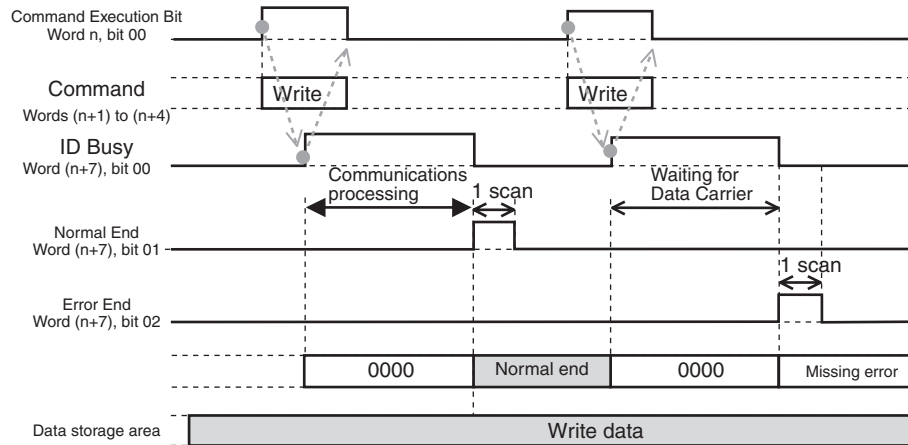 Command Execution Bit
Word n, bit 00
Command
Words (n+1) to (n+4)
Write
Write
ID Busy
Word (n+7), bit 00
Communications
processing
1 scan
Waiting for
Data Carrier
Normal End
Word (n+7), bit 01
1 scan
Error End
Word (n+7), bit 02
0000
Normal end
0000
Missing error
Data storage area
Write data